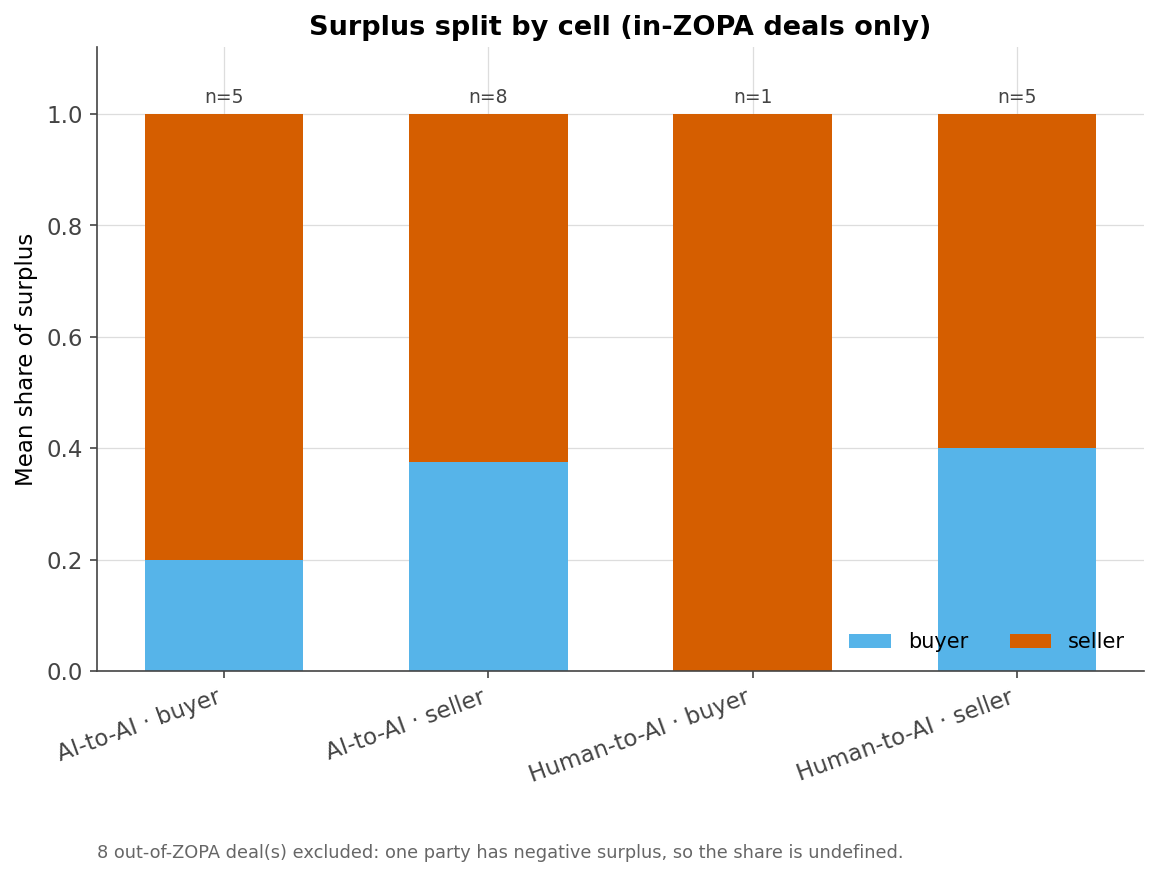 Surplus split by cell (in-ZOPA deals only)
n=5
n=8
n=1
n=5
1.0
0.8
0.6
0.4
0.2
0.0
Mean share of surplus
buyer
seller
AI-to-AI · buyer
AI-to-AI · seller
Human-to-AI · buyer
Human-to-AI · seller
8 out-of-ZOPA deal(s) excluded: one party has negative surplus, so the share is undefined.